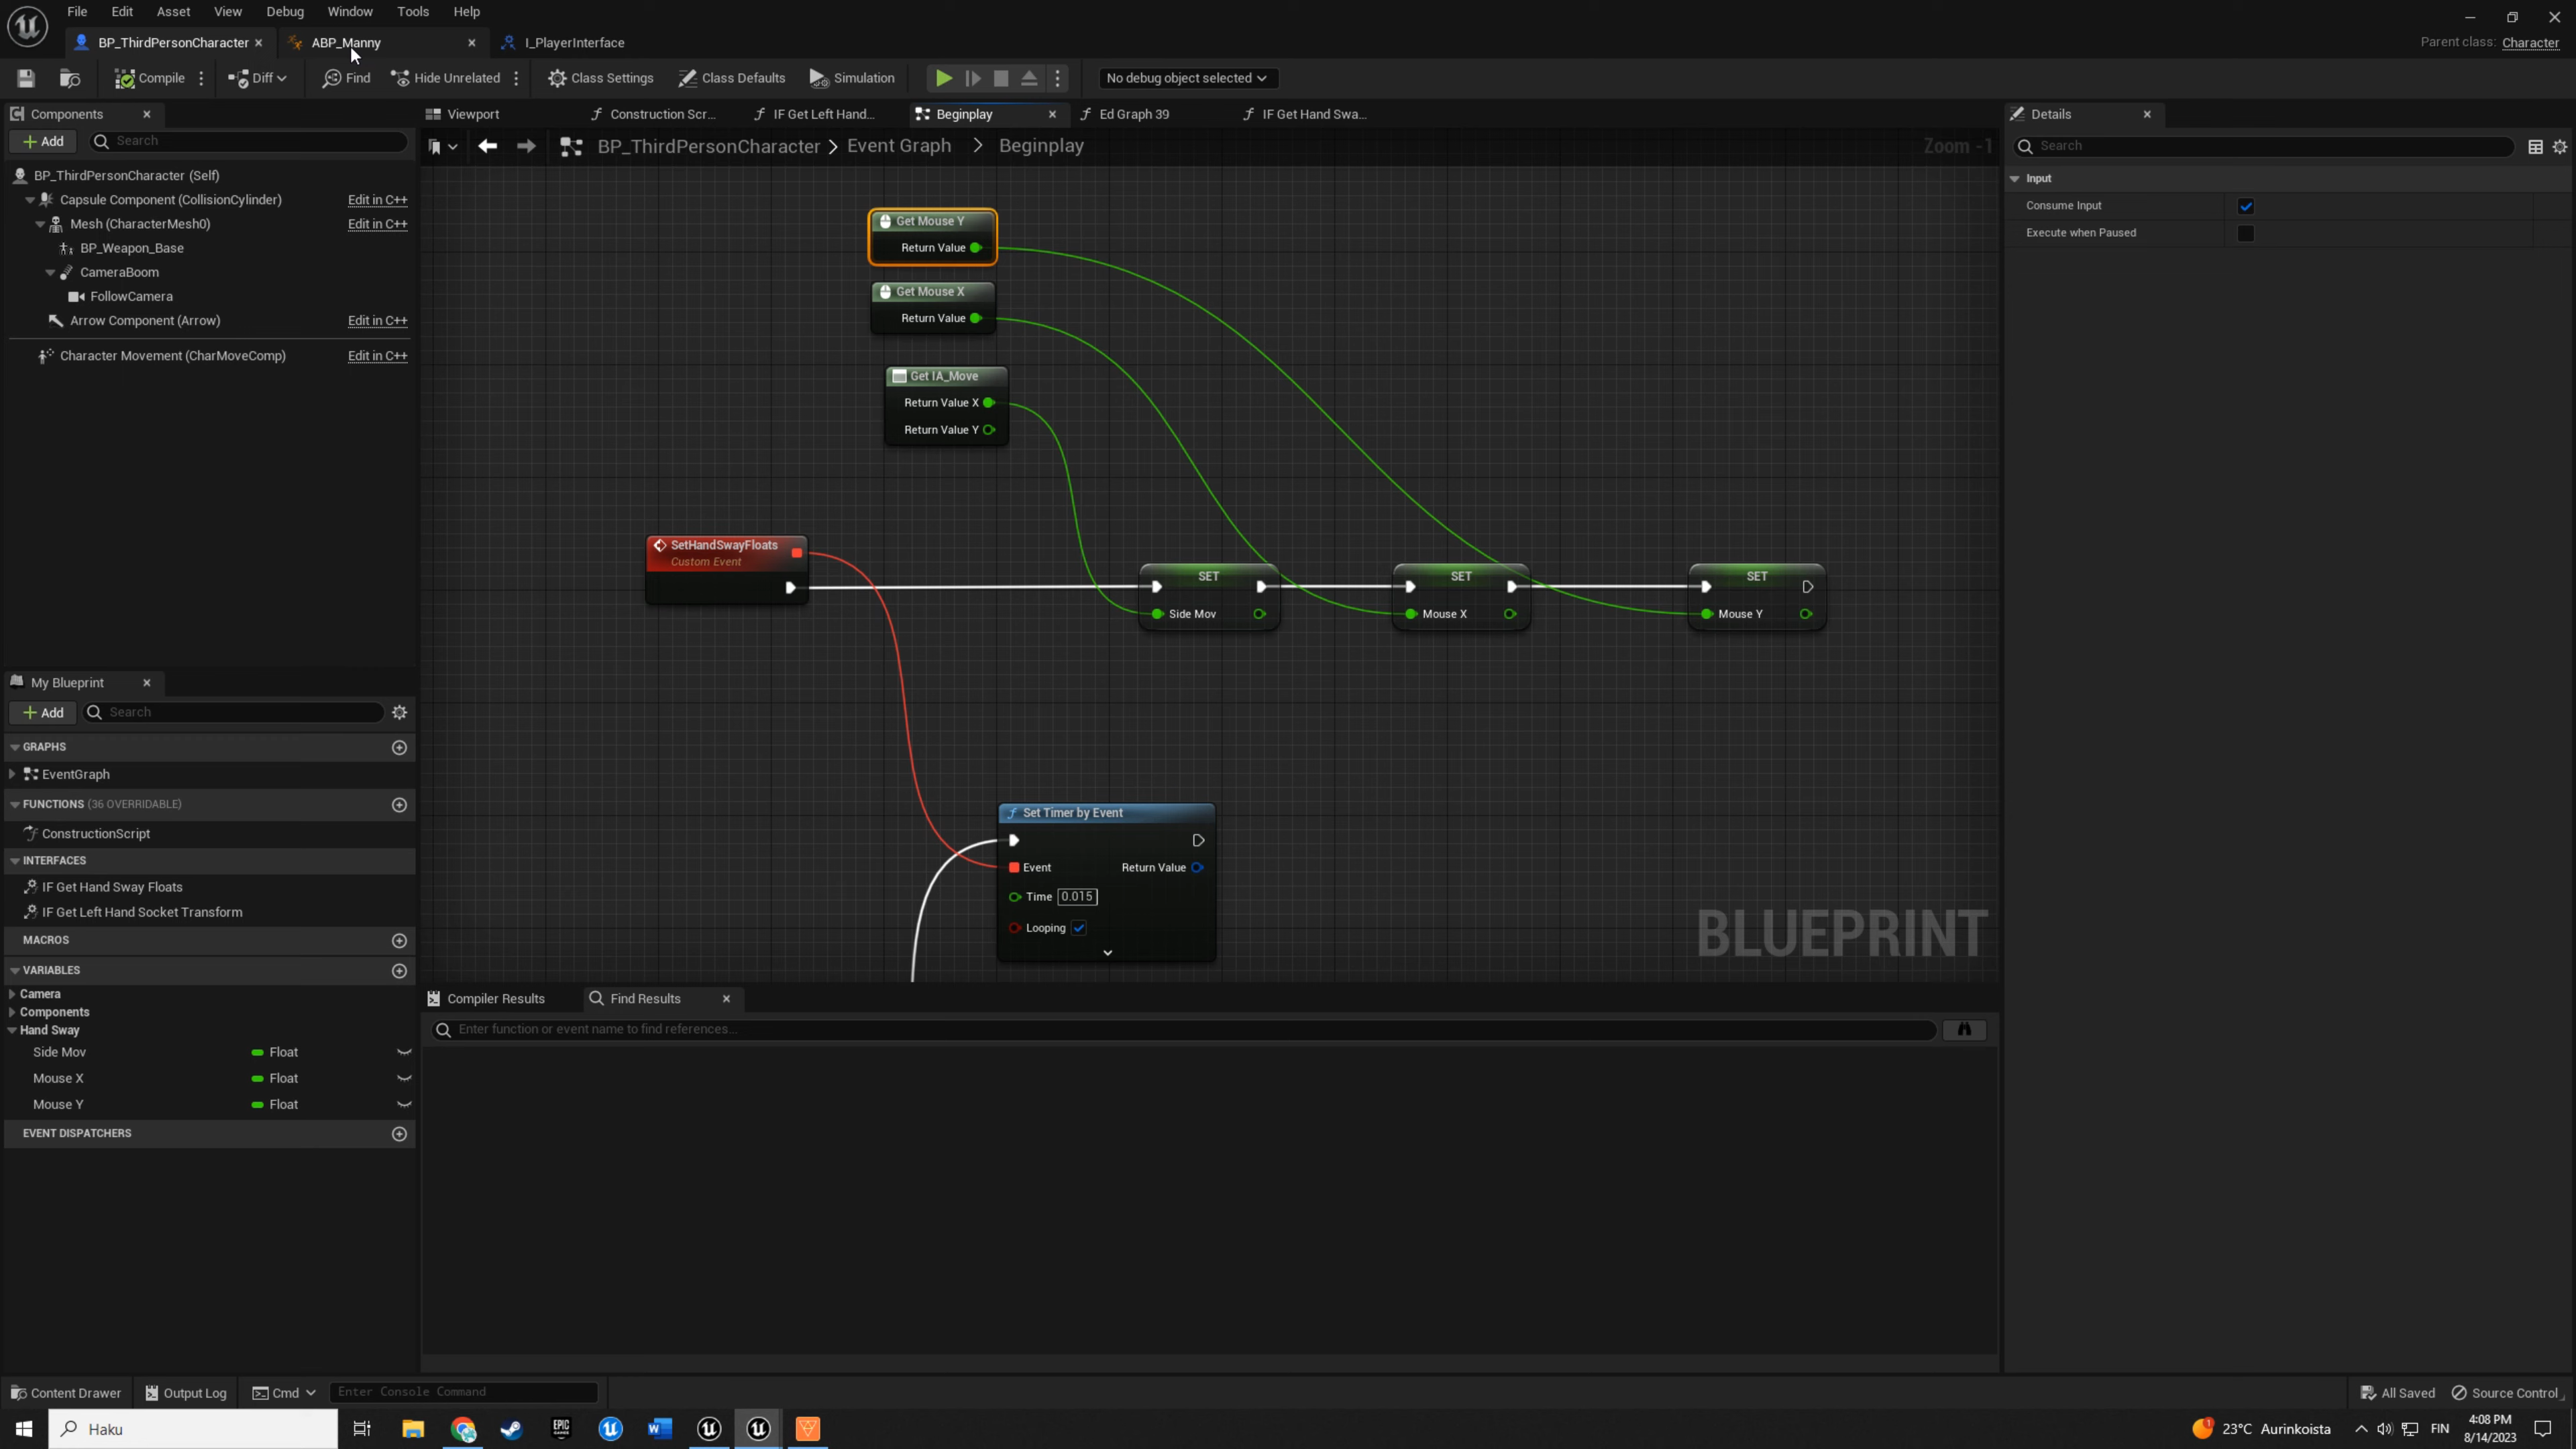 File Edit Asset View Debug Window Tools Help
BP_ThirdPersonCharacter ABP_Manny I_PlayerInterface
Parent class: Character
Compile Diff Find Hide Unrelated Class Settings Class Defaults Simulation No debug object selected
Components
Add Search
BP_ThirdPersonCharacter (Self)
Capsule Component (CollisionCylinder) Edit in C++
Mesh (CharacterMesh0) Edit in C++
BP_Weapon_Base
CameraBoom
FollowCamera
Arrow Component (Arrow) Edit in C++
Character Movement (CharMoveComp) Edit in C++
My Blueprint
Add Search
GRAPHS
EventGraph
FUNCTIONS (36 OVERRIDABLE)
ConstructionScript
INTERFACES
IF Get Hand Sway Floats
IF Get Left Hand Socket Transform
MACROS
VARIABLES
Camera
Components
Hand Sway
Side Mov Float
Mouse X Float
Mouse Y Float
EVENT DISPATCHERS
Viewport Construction Scr... IF Get Left Hand... Beginplay Ed Graph 39 IF Get Hand Swa...
BP_ThirdPersonCharacter > Event Graph > Beginplay
Zoom -1
Get Mouse Y
Return Value
Get Mouse X
Return Value
Get IA_Move
Return Value X
Return Value Y
SetHandSwayFloats
Custom Event
SET
Side Mov
SET
Mouse X
SET
Mouse Y
Set Timer by Event
Event Return Value
Time 0.015
Looping
BLUEPRINT
Compiler Results Find Results
Enter function or event name to find references...
Details
Search
Input
Consume Input
Execute when Paused
Content Drawer Output Log Cmd Enter Console Command
All Saved Source Control
Haku
EPIC GAMES
W
1
23°C Aurinkoista
FIN
4:08 PM
8/14/2023